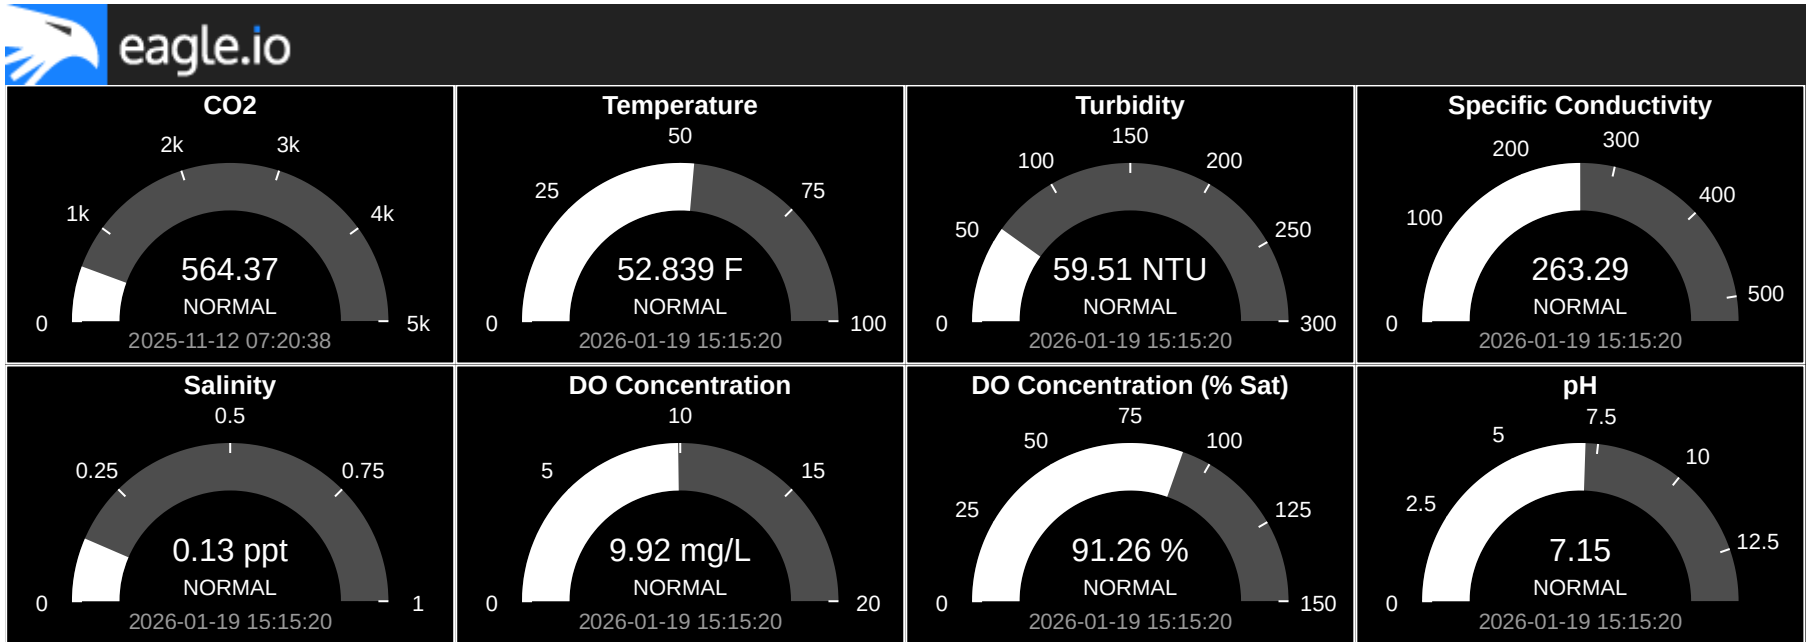 eagle.io
CO2
2k
3k
1k
4k
564.37
NORMAL
0
5k
2025-11-12 07:20:38
Temperature
50
25
75
52.839 F
NORMAL
0
100
2026-01-19 15:15:20
Turbidity
150
100
200
50
250
59.51 NTU
NORMAL
0
300
2026-01-19 15:15:20
Specific Conductivity
300
200
400
100
263.29
500
NORMAL
0
2026-01-19 15:15:20
Salinity
0.5
0.25
0.75
0.13 ppt
NORMAL
0
1
2026-01-19 15:15:20
DO Concentration
10
5
15
9.92 mg/L
NORMAL
0
20
2026-01-19 15:15:20
DO Concentration (% Sat)
75
50
100
25
125
91.26 %
NORMAL
0
150
2026-01-19 15:15:20
pH
7.5
5
10
2.5
12.5
7.15
NORMAL
0
2026-01-19 15:15:20